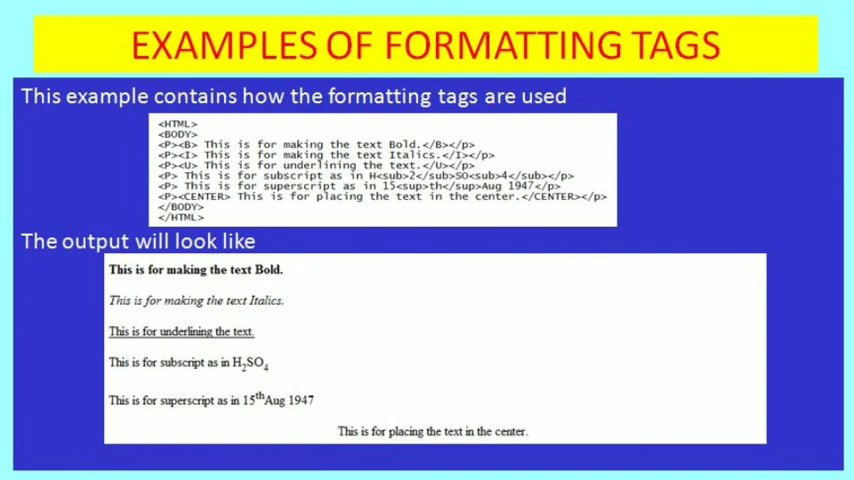 EXAMPLES OF FORMATTING TAGS
This example contains how the formatting tags are used
<HTML>
<BODY>
<P><B> This is for making the text Bold.</B></p>
<P><I> This is for making the text Italics.</I></p>
<P><U> This is for underlining the text.</U></p>
<P> This is for subscript as in H<sub>2</sub>SO<sub>4</sub></p>
<P> This is for superscript as in 15<sup>th</sup>Aug 1947</p>
<P><CENTER> This is for placing the text in the center.</CENTER></p>
</BODY>
</HTML>
The output will look like
This is for making the text Bold.
This is for making the text Italics.
This is for underlining the text.
This is for subscript as in H₂SO₄
This is for superscript as in 15ᵗʰAug 1947
This is for placing the text in the center.